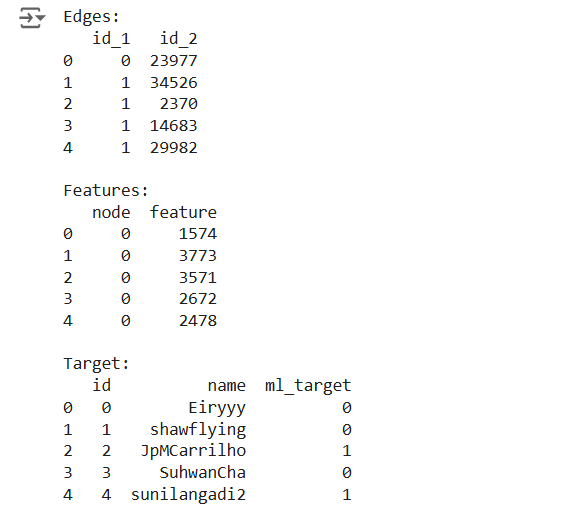 Edges:
id_1 id_2
0 0 23977
1 1 34526
2 1 2370
3 1 14683
4 1 29982
Features:
node feature
0 0 1574
1 0 3773
2 0 3571
3 0 2672
4 0 2478
Target:
id name ml_target
0 0 Eiryyy 0
1 1 shawflying 0
2 2 JpMCarrilho 1
3 3 SuhwanCha 0
4 4 sunilangadi2 1